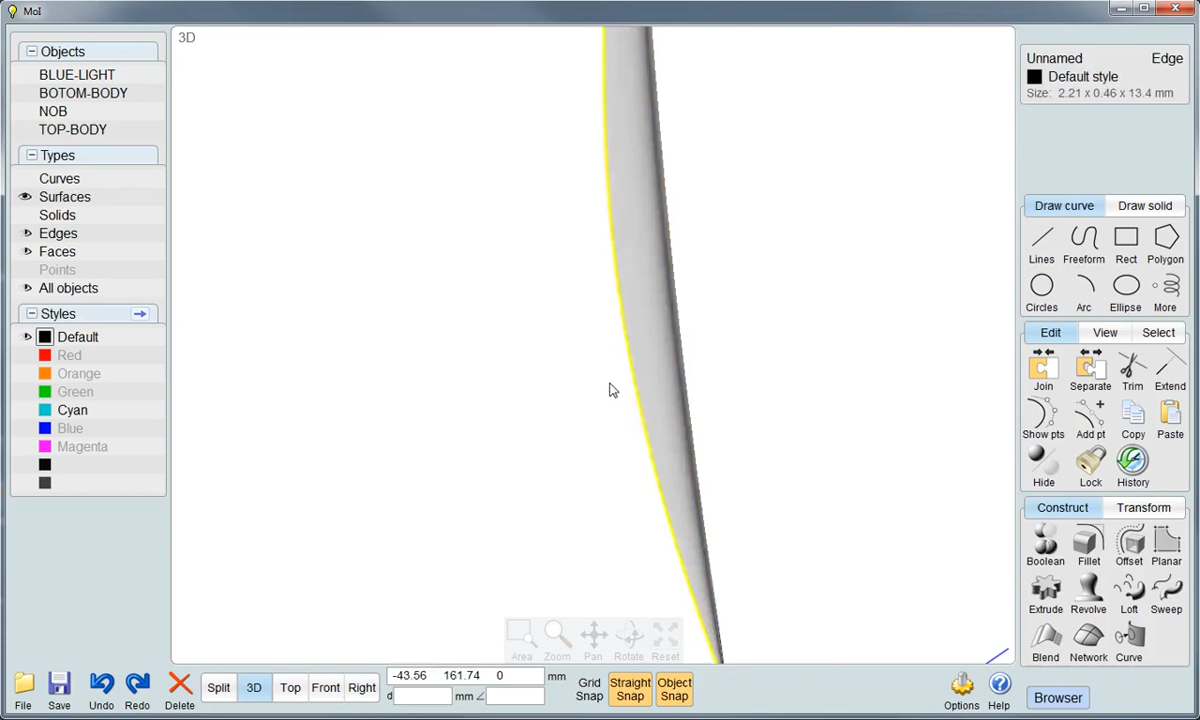 MoI
Objects
BLUE-LIGHT
BOTOM-BODY
NOB
TOP-BODY
Types
Curves
Surfaces
Solids
Edges
Faces
Points
All objects
Styles
Default
Red
Orange
Green
Cyan
Blue
Magenta
3D
Area Zoom Pan Rotate Reset
Unnamed Edge
Default style
Size: 2.21 x 0.46 x 13.4 mm
Draw curve Draw solid
Lines Freeform Rect Polygon
Circles Arc Ellipse More
Edit View Select
Join Separate Trim Extend
Show pts Add pt Copy Paste
Hide Lock History
Construct Transform
Boolean Fillet Offset Planar
Extrude Revolve Loft Sweep
Blend Network Curve
File Save Undo Redo Delete
Split 3D Top Front Right
-43.56 161.74 0 mm
d mm ∠
Grid Snap
Straight Snap
Object Snap
Options Help
Browser